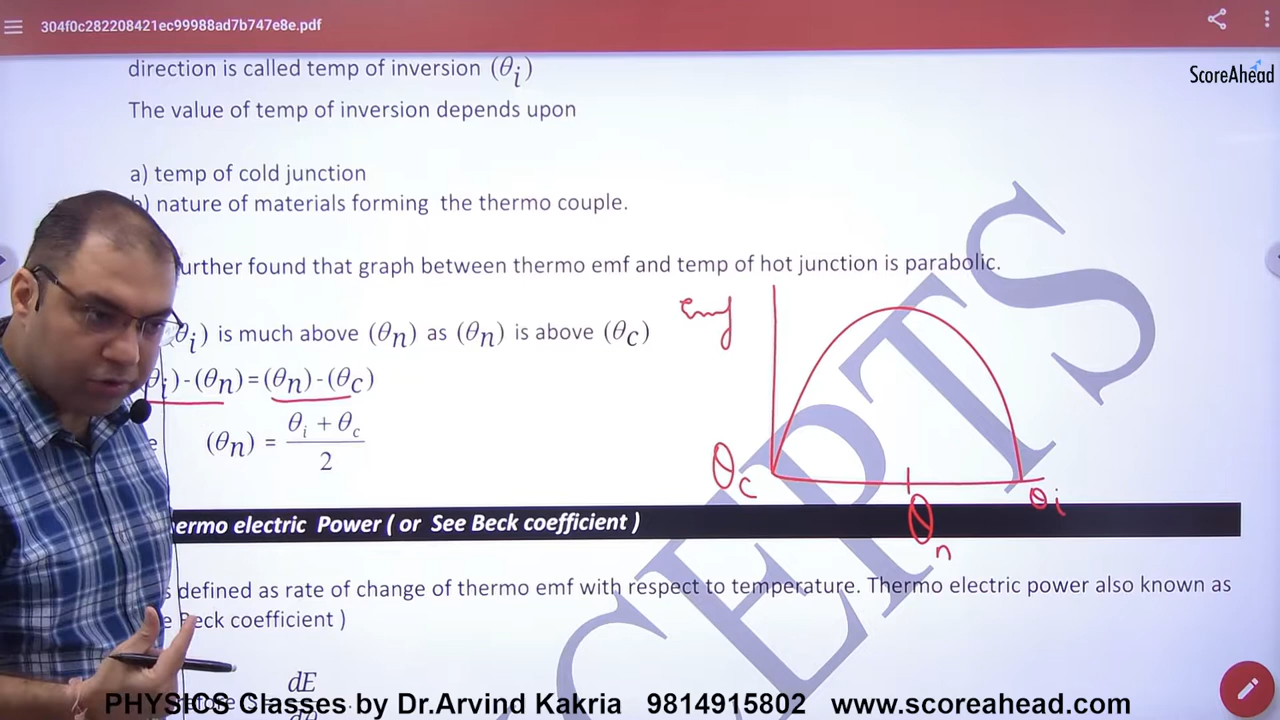 304f0c282208421ec99988ad7b747e8e.pdf
ScoreAhead
direction is called temp of inversion (θi)
The value of temp of inversion depends upon
a) temp of cold junction
b) nature of materials forming the thermo couple.
urther found that graph between thermo emf and temp of hot junction is parabolic.
Emf
θi) is much above (θn) as (θn) is above (θc)
θi)-(θn)=(θn)-(θc)
(θn) = θi + θc / 2
θc
θi
θn
ermo electric Power ( or See Beck coefficient )
s defined as rate of change of thermo emf with respect to temperature. Thermo electric power also known as
e Beck coefficient )
dE
CEPTS
PHYSICS Classes by Dr.Arvind Kakria 9814915802 www.scoreahead.com